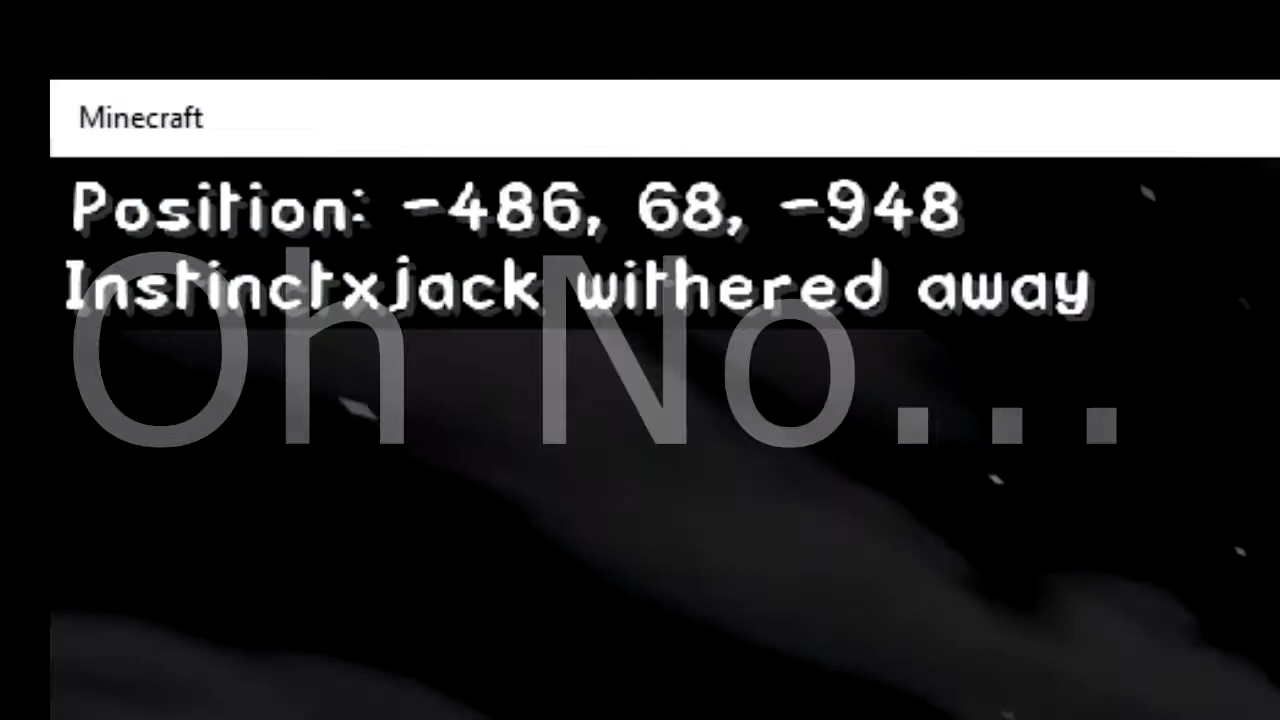 Minecraft
Position: -486, 68, -948
Instinctxjack withered away
Oh No...